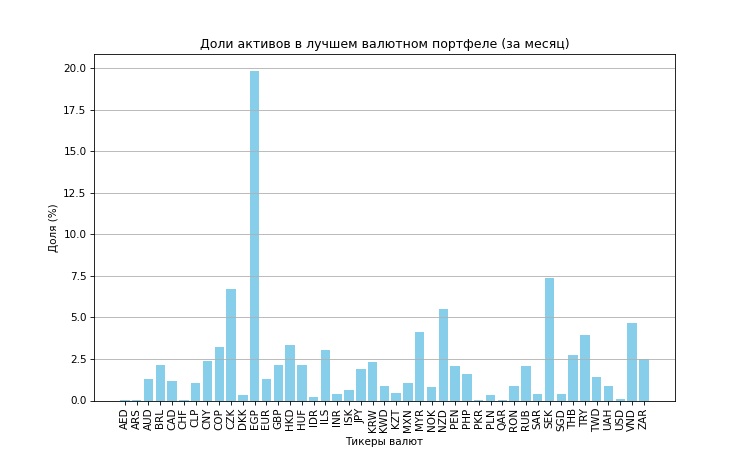 Доли активов в лучшем валютном портфеле (за месяц)
20.0
17.5
15.0
12.5
10.0
7.5
5.0
2.5
0.0
Доля (%)
AED ARS AUD BRL CAD CHF CLP CNY COP CZK DKK EGP EUR GBP HKD HUF IDR ILS INR ISK JPY KRW KWD KZT MXN MYR NOK NZD PEN PHP PKR PLN QAR RON RUB SAR SEK SGD THB TRY TWD UAH USD VND ZAR
Тикеры валют